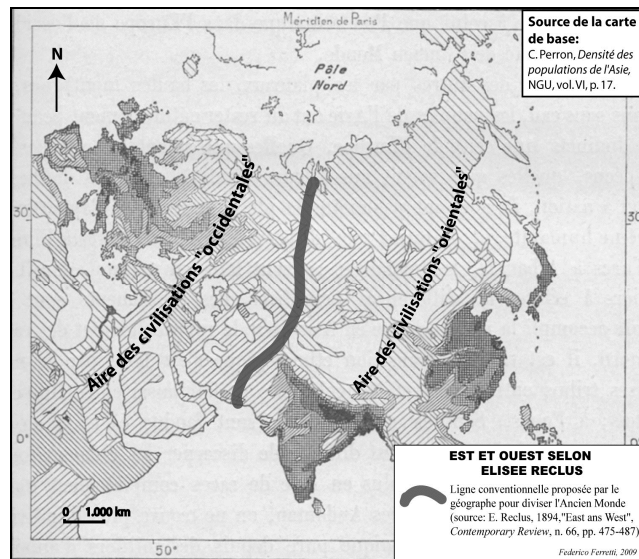 Méridien de Paris
Source de la carte
de base:
C. Perron, Densité des
populations de l'Asie,
NGU, vol. VI, p. 17.
N
Pôle
Nord
30
30
Aire des civilisations "occidentales"
Aire des civilisations "orientales"
0°
0
0 1.000 km
50°
EST ET OUEST SELON
ELISEE RECLUS
Ligne conventionnelle proposée par le
géographe pour diviser l'Ancien Monde
(source: E. Reclus, 1894,"East ans West",
Contemporary Review, n. 66, pp. 475-487)
Federico Ferretti, 2009